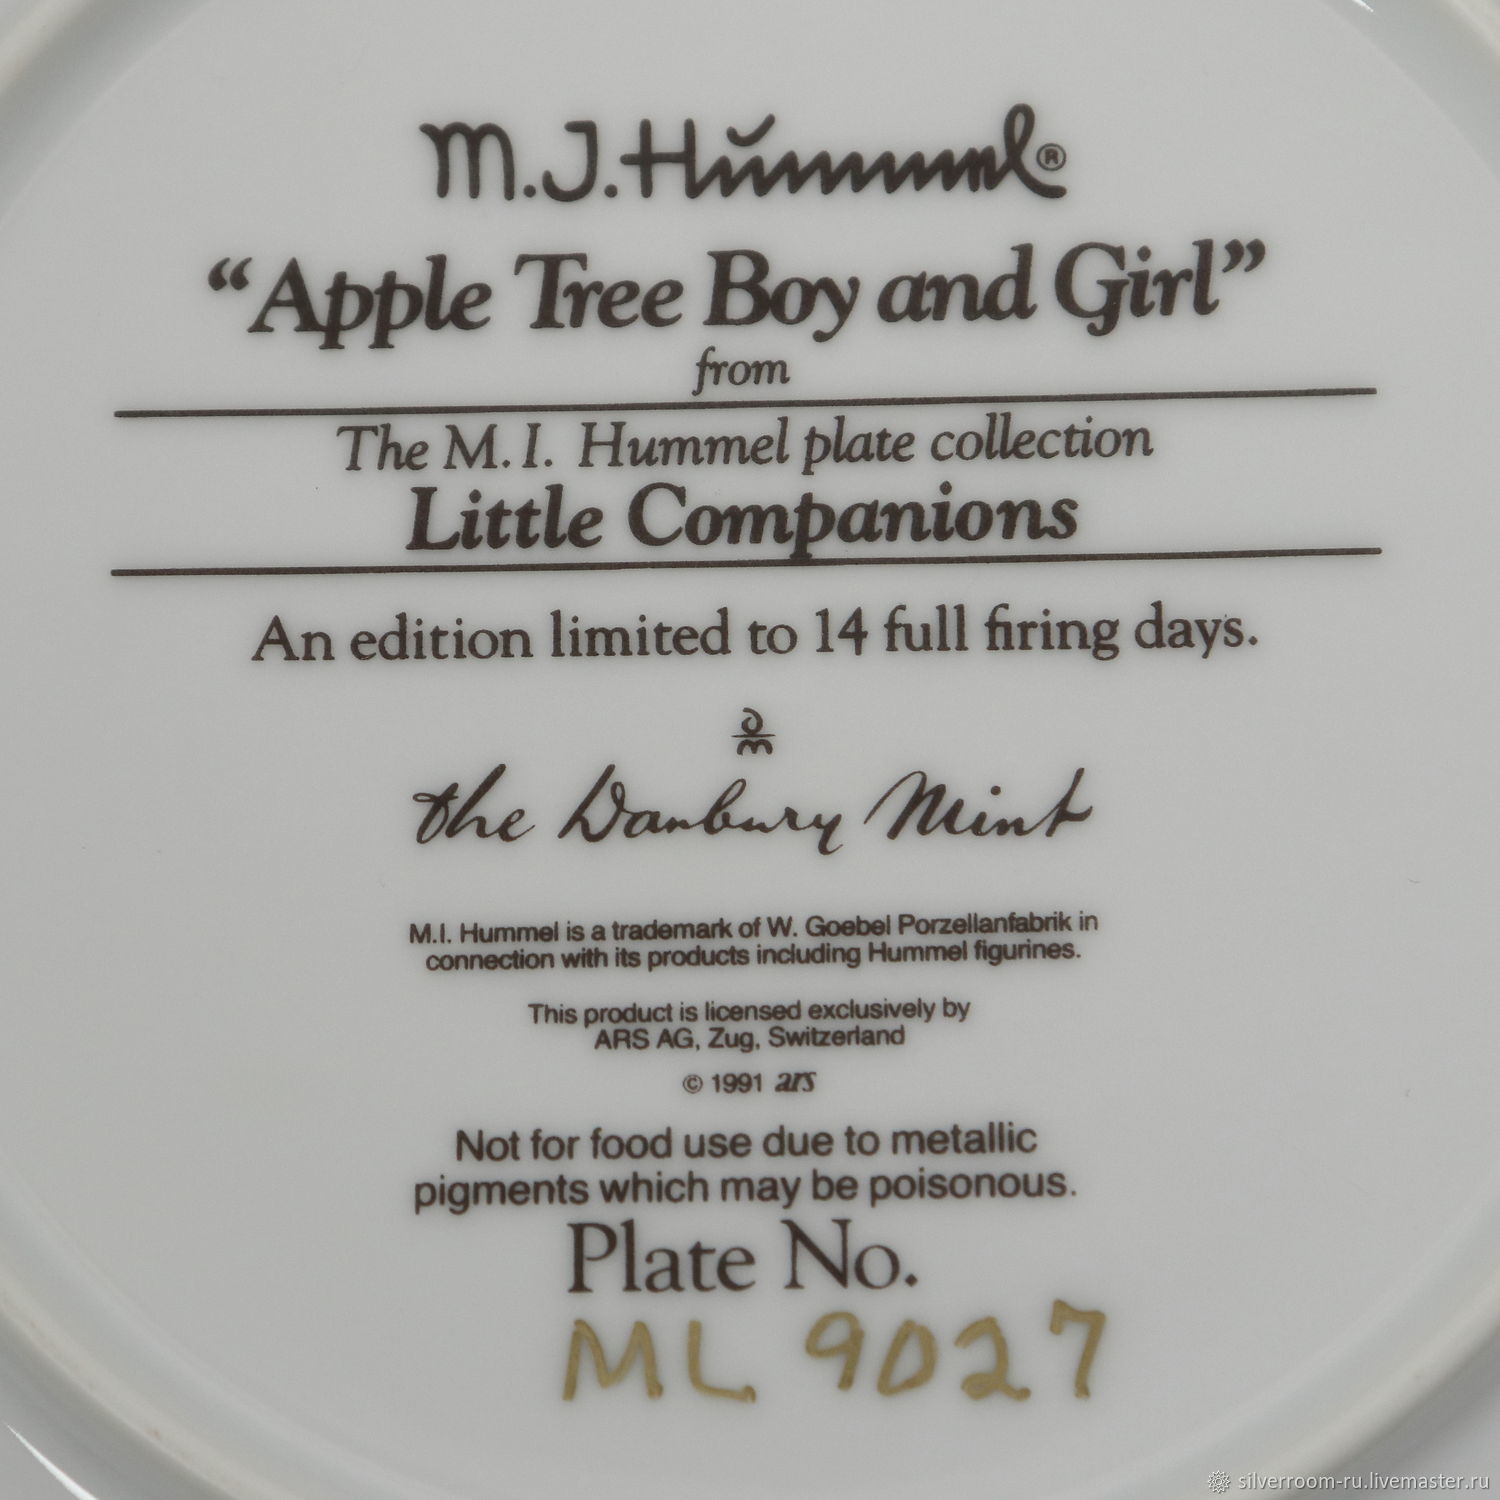 M.J. Hummel®
“Apple Tree Boy and Girl”
from
The M. I. Hummel plate collection
Little Companions
An edition limited to 14 full firing days.
dm
the Danbury Mint
M.I. Hummel is a trademark of W. Goebel Porzellanfabrik in
connection with its products including Hummel figurines.
This product is licensed exclusively by
ARS AG, Zug, Switzerland
© 1991 ars
Not for food use due to metallic
pigments which may be poisonous.
Plate No.
ML 9027
silverroom-ru.livemaster.ru